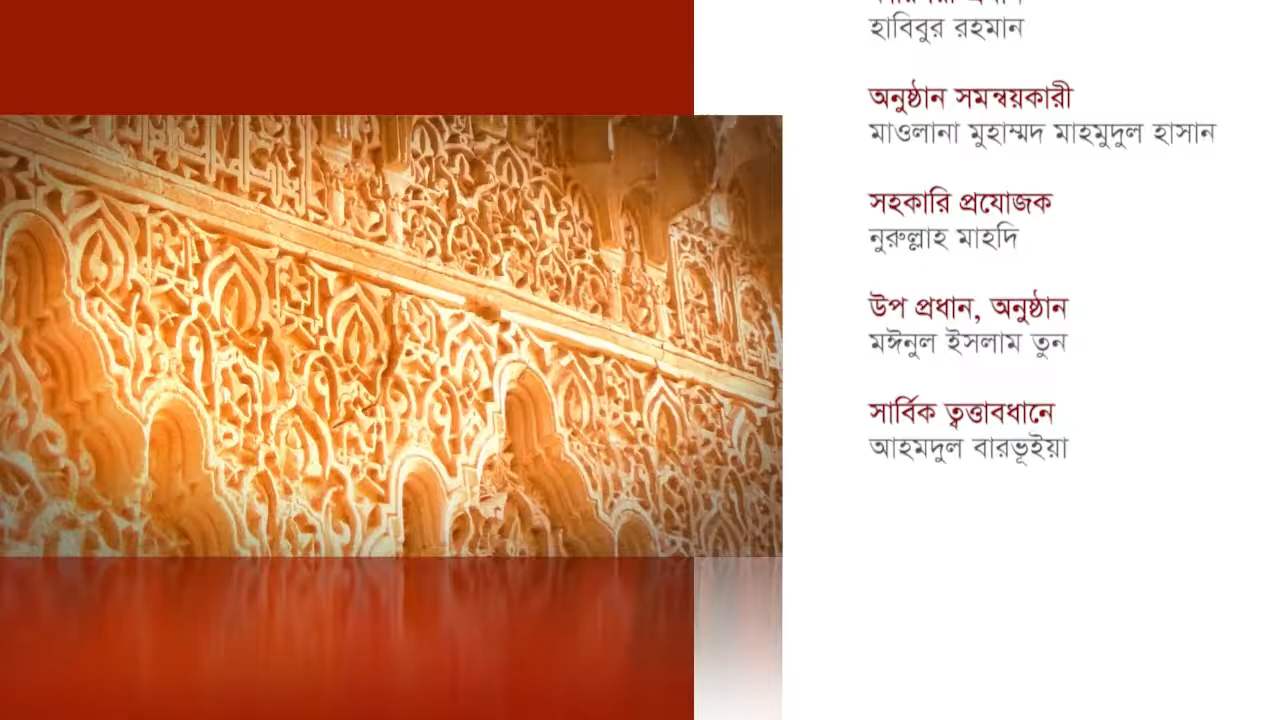 হাবিবুর রহমান
অনুষ্ঠান সমন্বয়কারী
মাওলানা মুহাম্মদ মাহমুদুল হাসান
সহকারি প্রযোজক
নুরুল্লাহ মাহদি
উপ প্রধান, অনুষ্ঠান
মঈনুল ইসলাম তুন
সার্বিক ত্বত্তাবধানে
আহমদুল বারভূইয়া